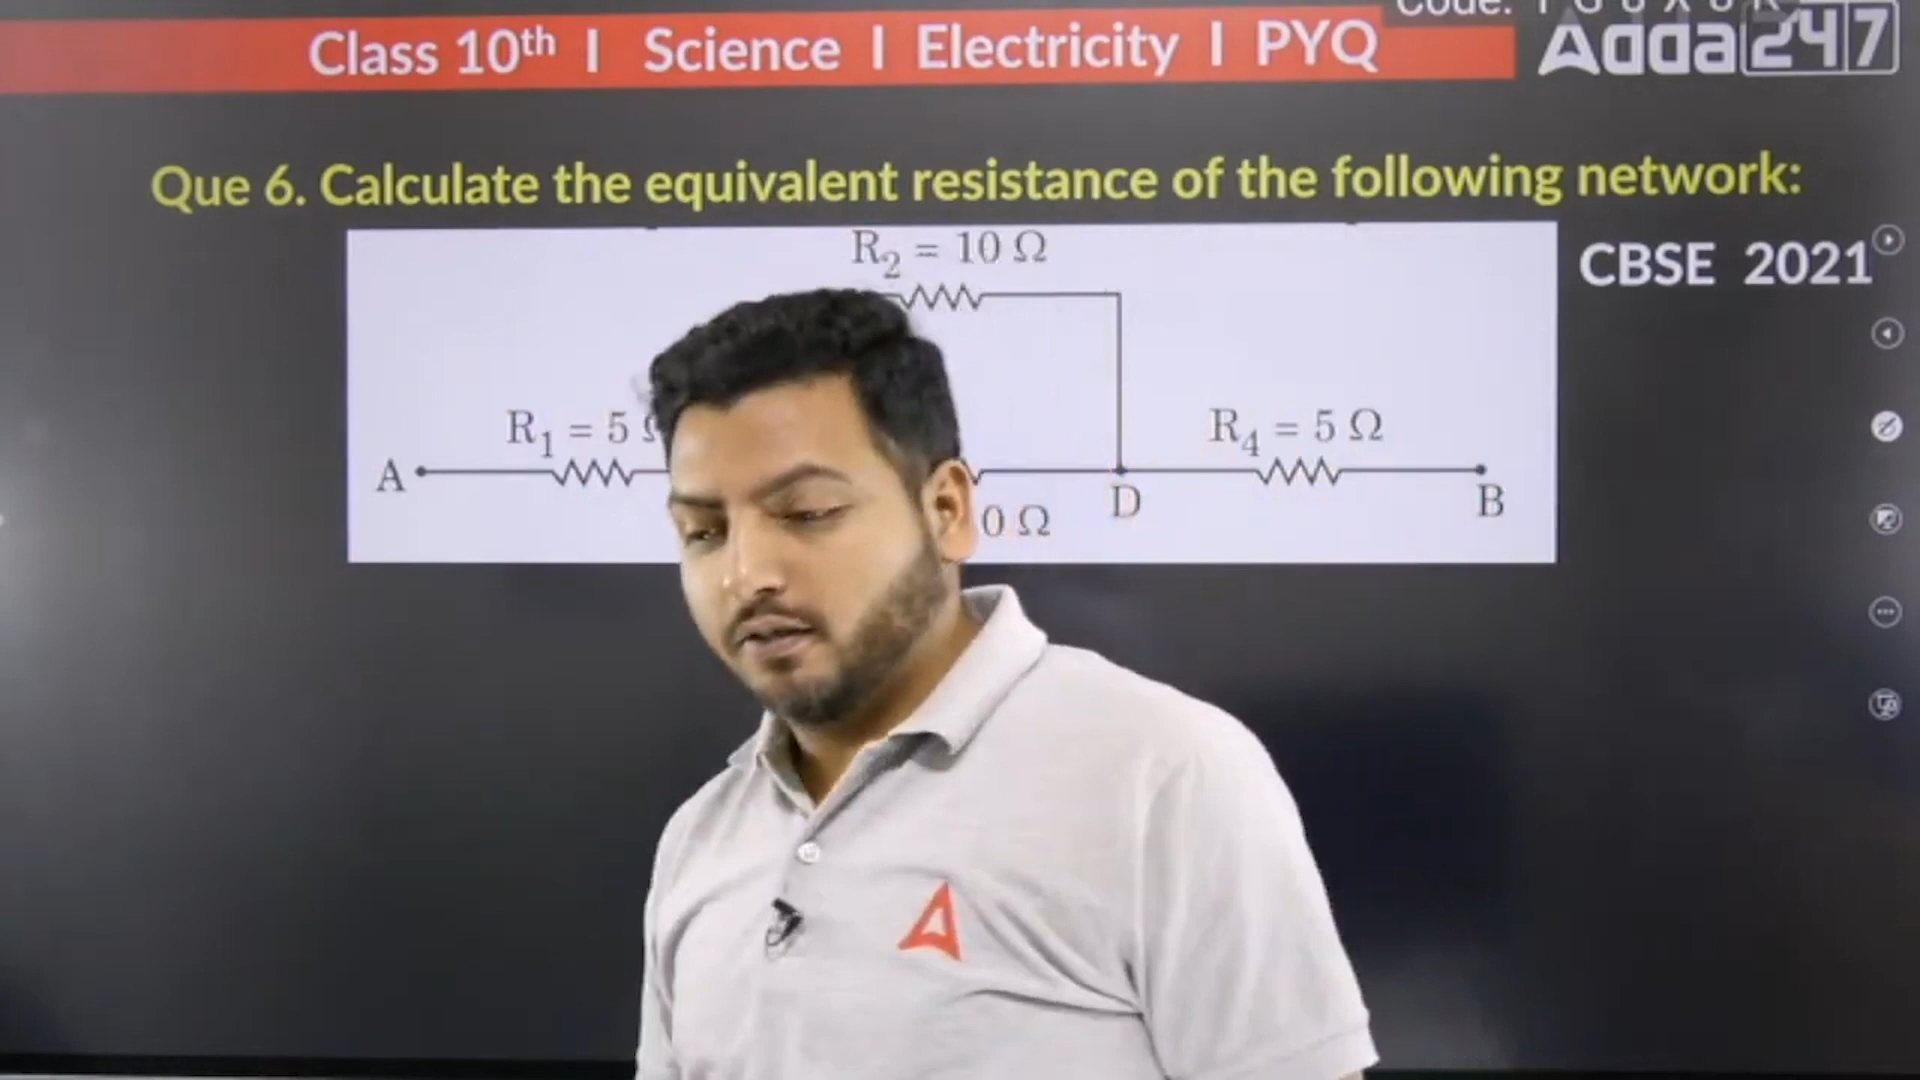 Code:
Class 10th I Science I Electricity I PYQ
Adda247
Que 6. Calculate the equivalent resistance of the following network:
CBSE 2021
R2 = 10 Ω
R1 = 5
R4 = 5 Ω
A
0 Ω
D
B